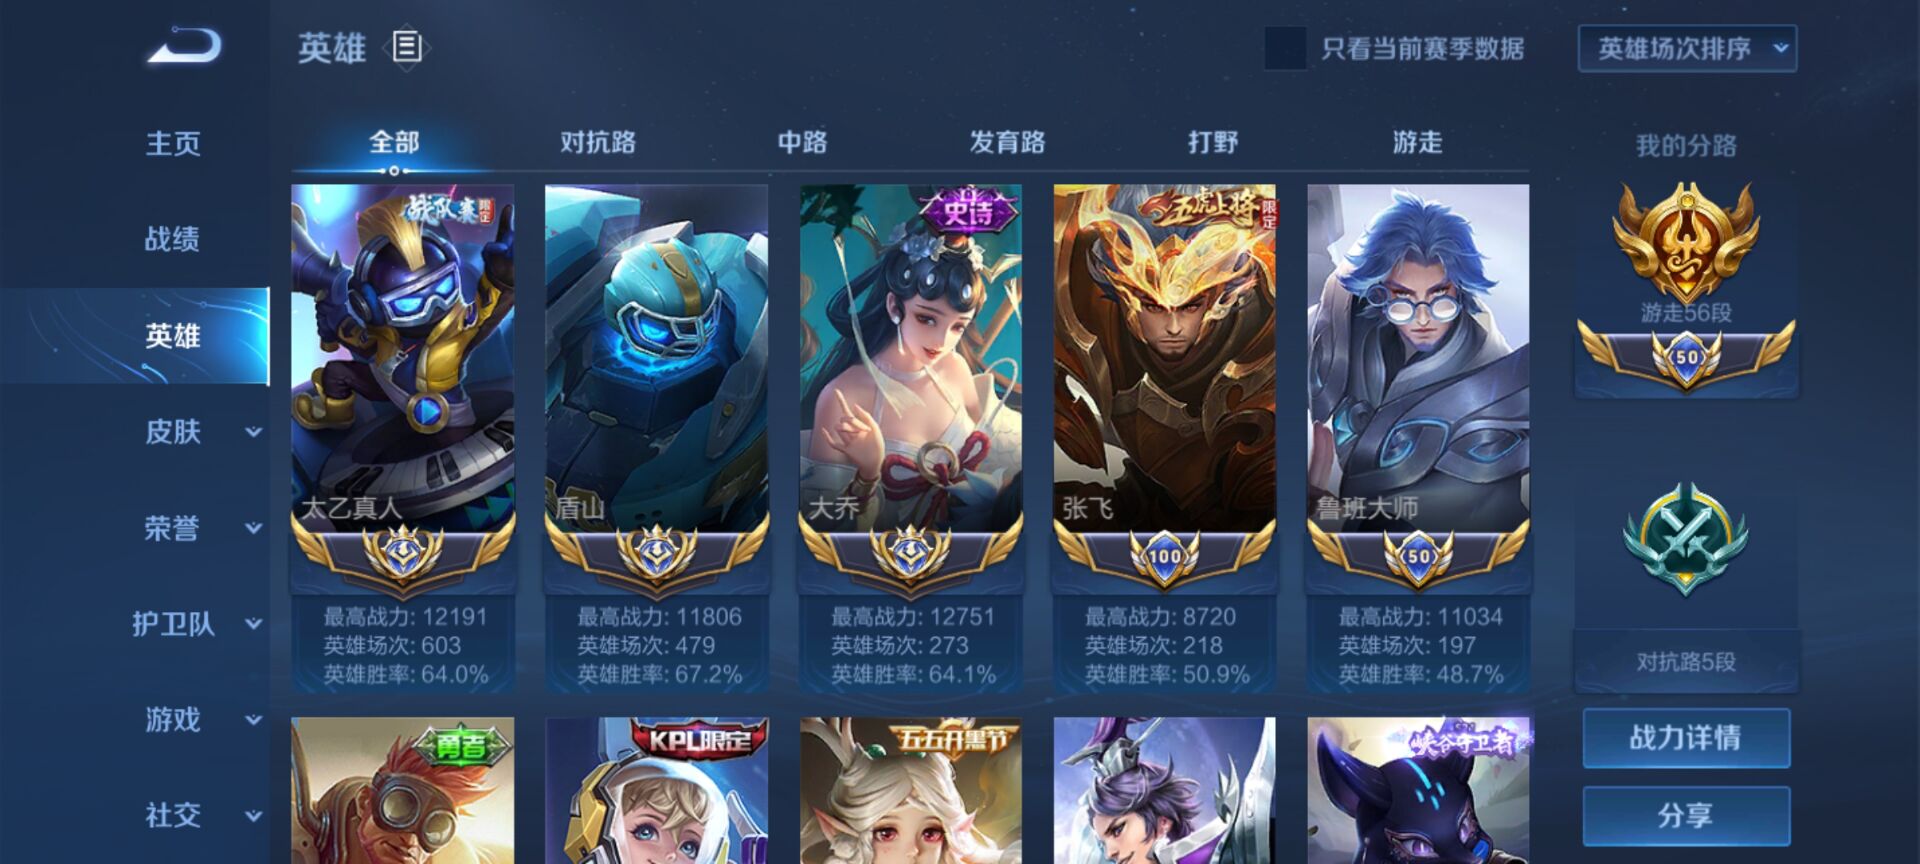 英雄
只看当前赛季数据
英雄场次排序
主页
战绩
英雄
皮肤
荣誉
护卫队
游戏
社交
全部
对抗路
中路
发育路
打野
游走
战队赛
限定
太乙真人
最高战力: 12191
英雄场次: 603
英雄胜率: 64.0%
盾山
最高战力: 11806
英雄场次: 479
英雄胜率: 67.2%
史诗
大乔
最高战力: 12751
英雄场次: 273
英雄胜率: 64.1%
五虎上将
限定
张飞
100
最高战力: 8720
英雄场次: 218
英雄胜率: 50.9%
鲁班大师
50
最高战力: 11034
英雄场次: 197
英雄胜率: 48.7%
勇者
KPL限定
五五开黑节
峡谷守卫者
我的分路
游走56段
50
对抗路5段
战力详情
分享